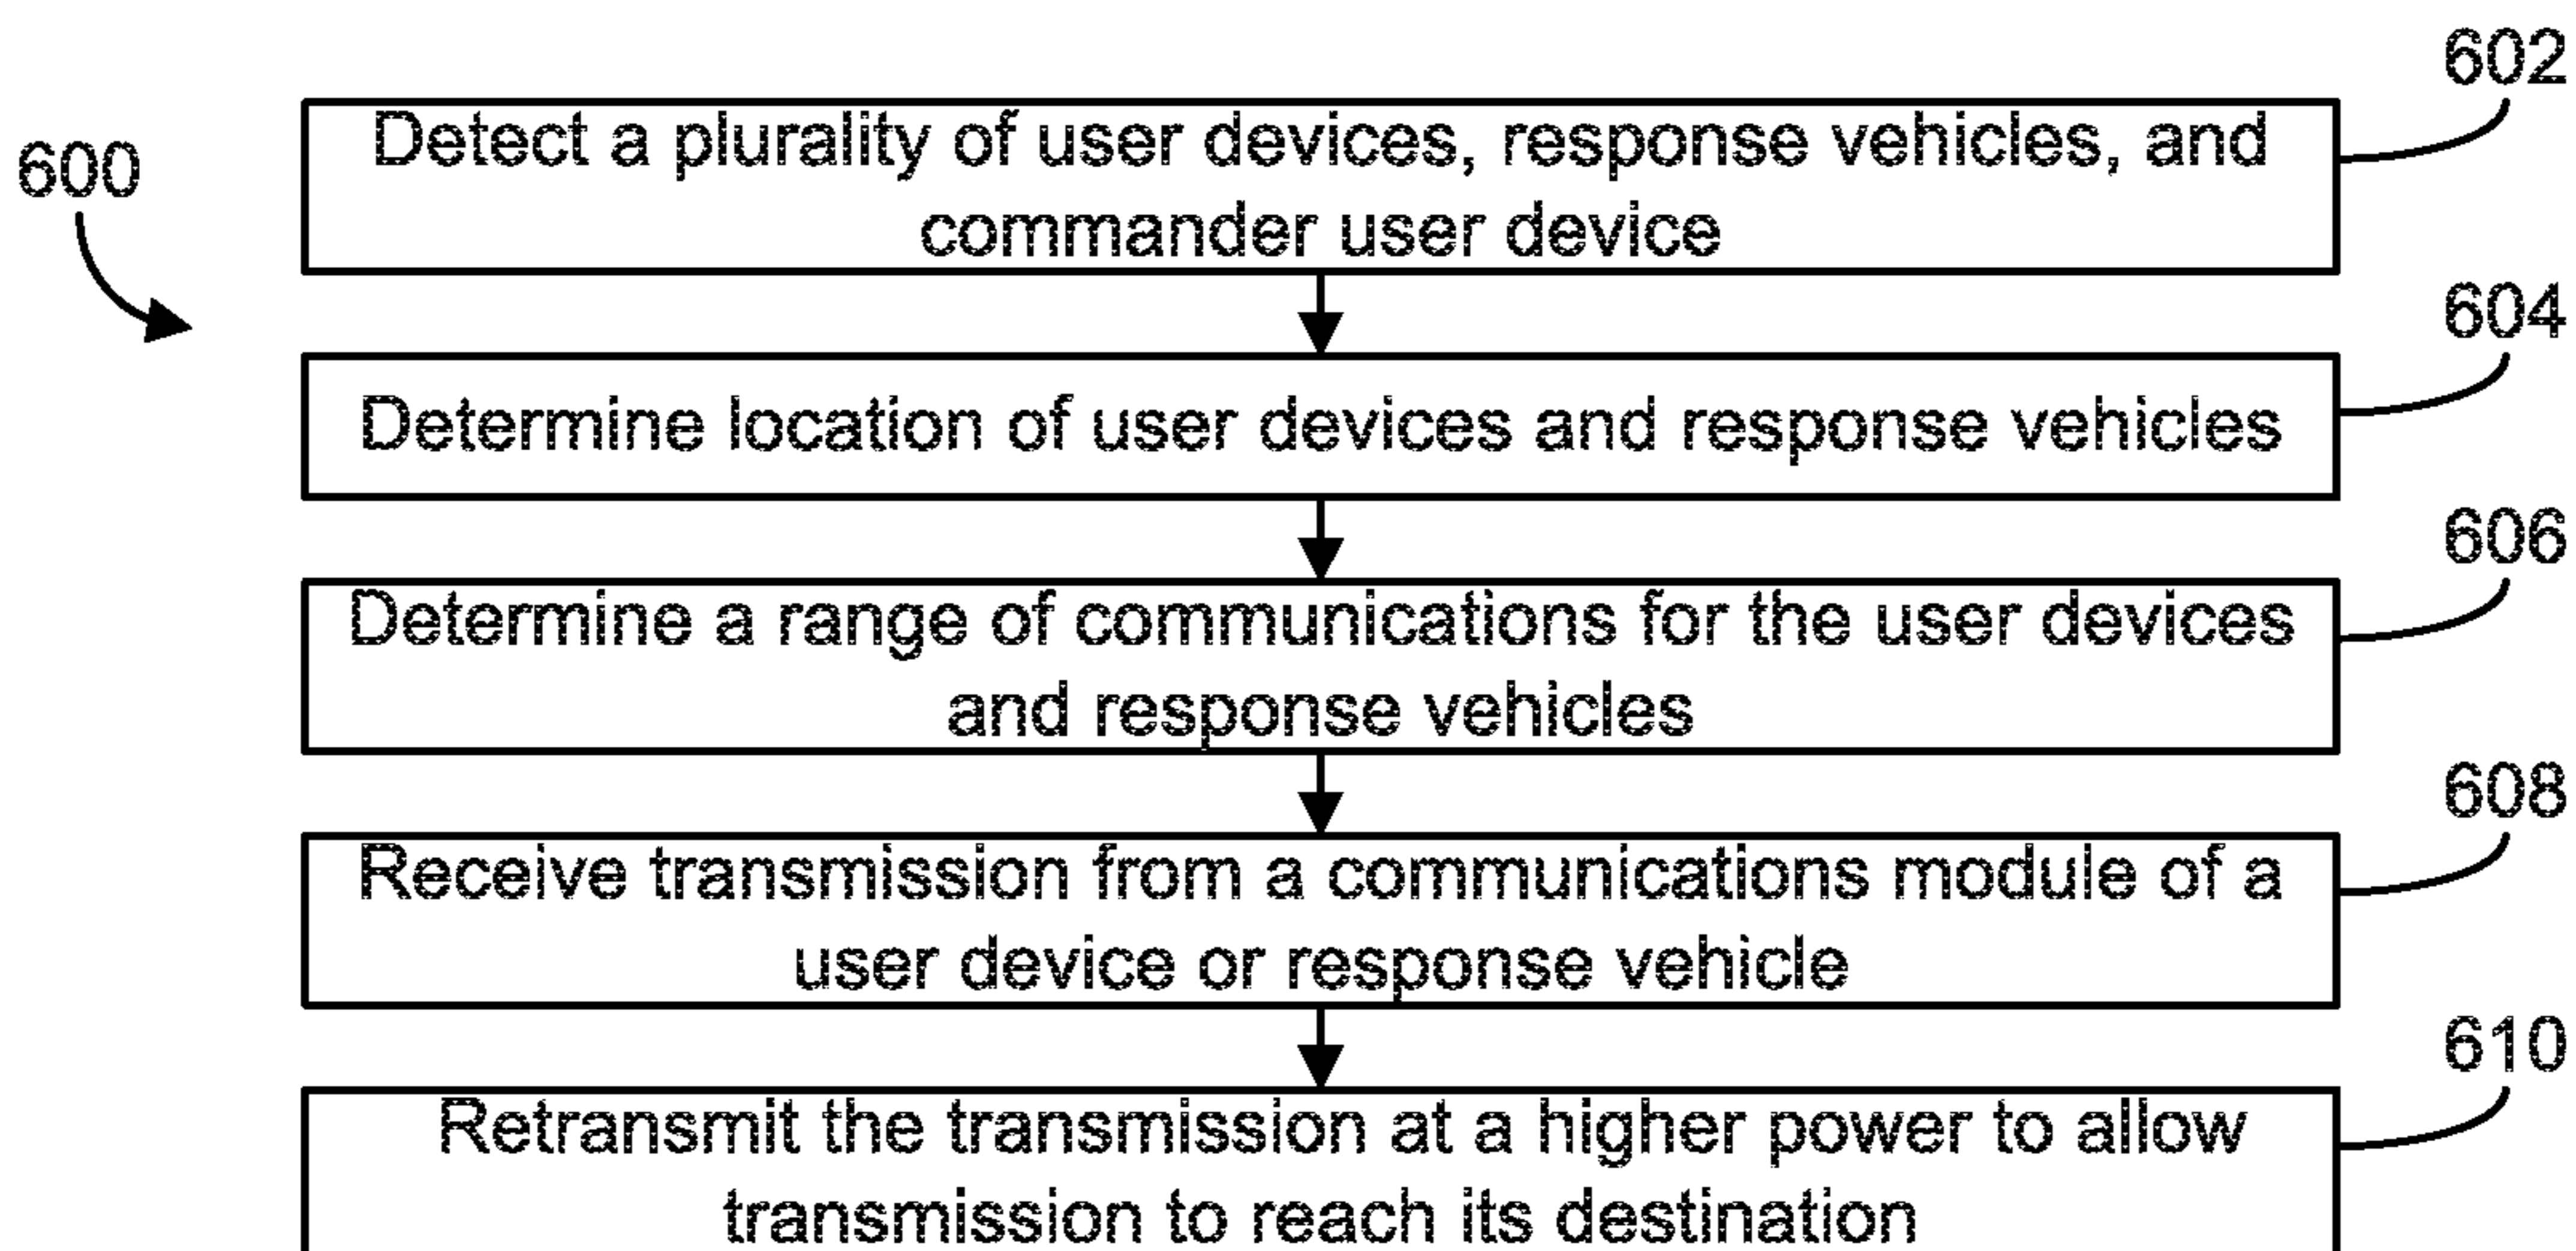 602
Detect a plurality of user devices, response vehicles, and
commander user device
600
604
Determine location of user devices and response vehicles
606
Determine a range of communications for the user devices
and response vehicles
608
Receive transmission from a communications module of a
user device or response vehicle
610
Retransmit the transmission at a higher power to allow
transmission to reach its destination